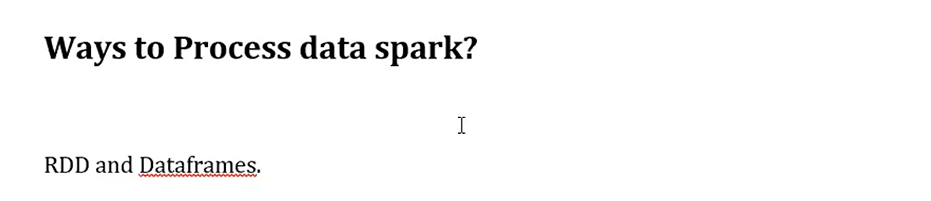 Ways to Process data spark?
RDD and Dataframes.